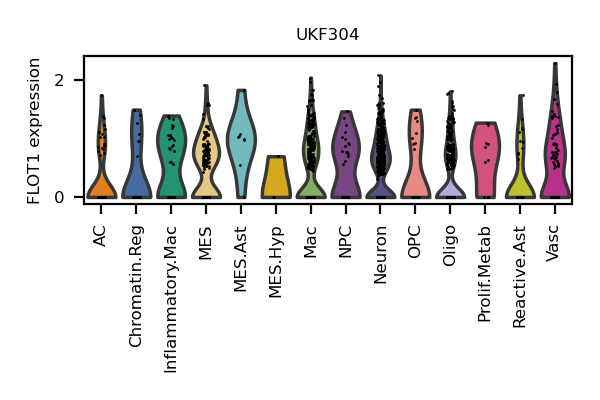 UKF304
FLOT1 expression
2
0
AC
Chromatin.Reg
Inflammatory.Mac
MES
MES.Ast
MES.Hyp
Mac
NPC
Neuron
OPC
Oligo
Prolif.Metab
Reactive.Ast
Vasc